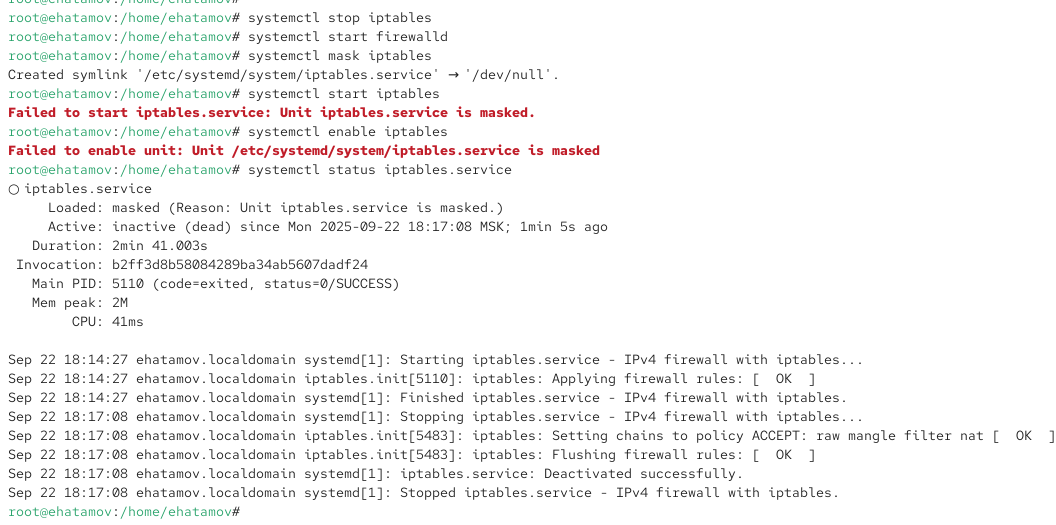 root@ehatamov:/home/ehatamov#
root@ehatamov:/home/ehatamov# systemctl stop iptables
root@ehatamov:/home/ehatamov# systemctl start firewalld
root@ehatamov:/home/ehatamov# systemctl mask iptables
Created symlink '/etc/systemd/system/iptables.service' → '/dev/null'.
root@ehatamov:/home/ehatamov# systemctl start iptables
Failed to start iptables.service: Unit iptables.service is masked.
root@ehatamov:/home/ehatamov# systemctl enable iptables
Failed to enable unit: Unit /etc/systemd/system/iptables.service is masked
root@ehatamov:/home/ehatamov# systemctl status iptables.service
○ iptables.service
     Loaded: masked (Reason: Unit iptables.service is masked.)
     Active: inactive (dead) since Mon 2025-09-22 18:17:08 MSK; 1min 5s ago
   Duration: 2min 41.003s
 Invocation: b2ff3d8b58084289ba34ab5607dadf24
   Main PID: 5110 (code=exited, status=0/SUCCESS)
   Mem peak: 2M
        CPU: 41ms

Sep 22 18:14:27 ehatamov.localdomain systemd[1]: Starting iptables.service - IPv4 firewall with iptables...
Sep 22 18:14:27 ehatamov.localdomain iptables.init[5110]: iptables: Applying firewall rules: [  OK  ]
Sep 22 18:14:27 ehatamov.localdomain systemd[1]: Finished iptables.service - IPv4 firewall with iptables.
Sep 22 18:17:08 ehatamov.localdomain systemd[1]: Stopping iptables.service - IPv4 firewall with iptables...
Sep 22 18:17:08 ehatamov.localdomain iptables.init[5483]: iptables: Setting chains to policy ACCEPT: raw mangle filter nat [  OK  ]
Sep 22 18:17:08 ehatamov.localdomain iptables.init[5483]: iptables: Flushing firewall rules: [  OK  ]
Sep 22 18:17:08 ehatamov.localdomain systemd[1]: iptables.service: Deactivated successfully.
Sep 22 18:17:08 ehatamov.localdomain systemd[1]: Stopped iptables.service - IPv4 firewall with iptables.
root@ehatamov:/home/ehatamov#